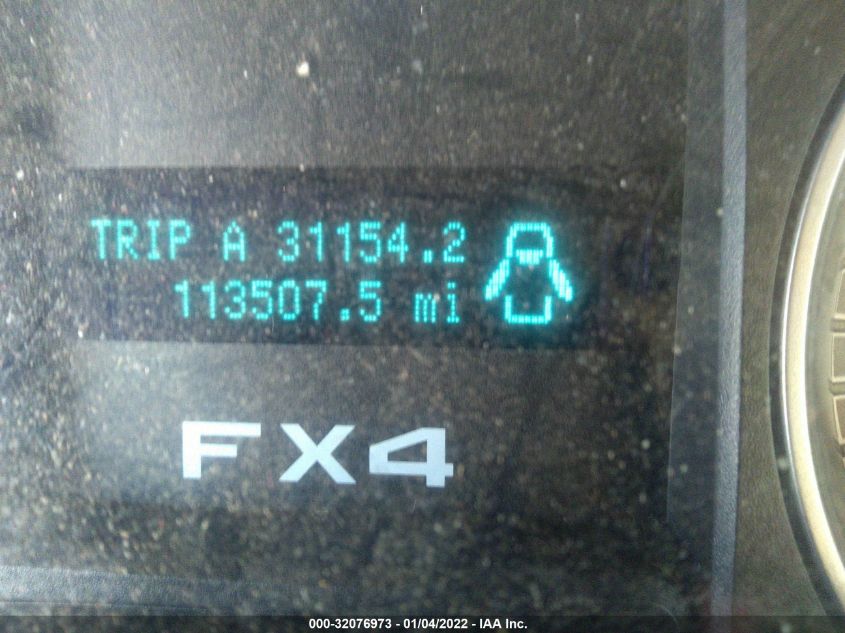 TRIP A 31154.2
113507.5 mi
FX4
000-32076973 - 01/04/2022 - IAA Inc.